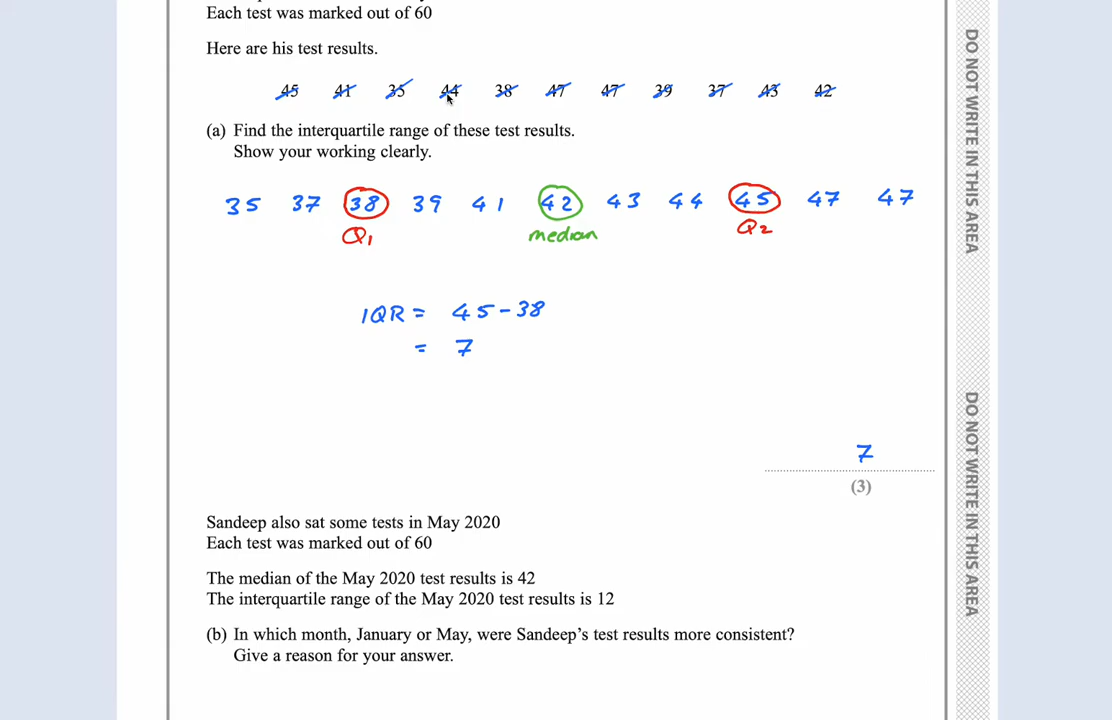 Each test was marked out of 60
Here are his test results.
45 41 35 44 38 47 47 39 37 43 42
(a) Find the interquartile range of these test results.
Show your working clearly.
35 37 38 39 41 42 43 44 45 47 47
Q1 median Q2
IQR = 45 - 38
= 7
7
(3)
Sandeep also sat some tests in May 2020
Each test was marked out of 60
The median of the May 2020 test results is 42
The interquartile range of the May 2020 test results is 12
(b) In which month, January or May, were Sandeep's test results more consistent?
Give a reason for your answer.
DO NOT WRITE IN THIS AREA
DO NOT WRITE IN THIS AREA